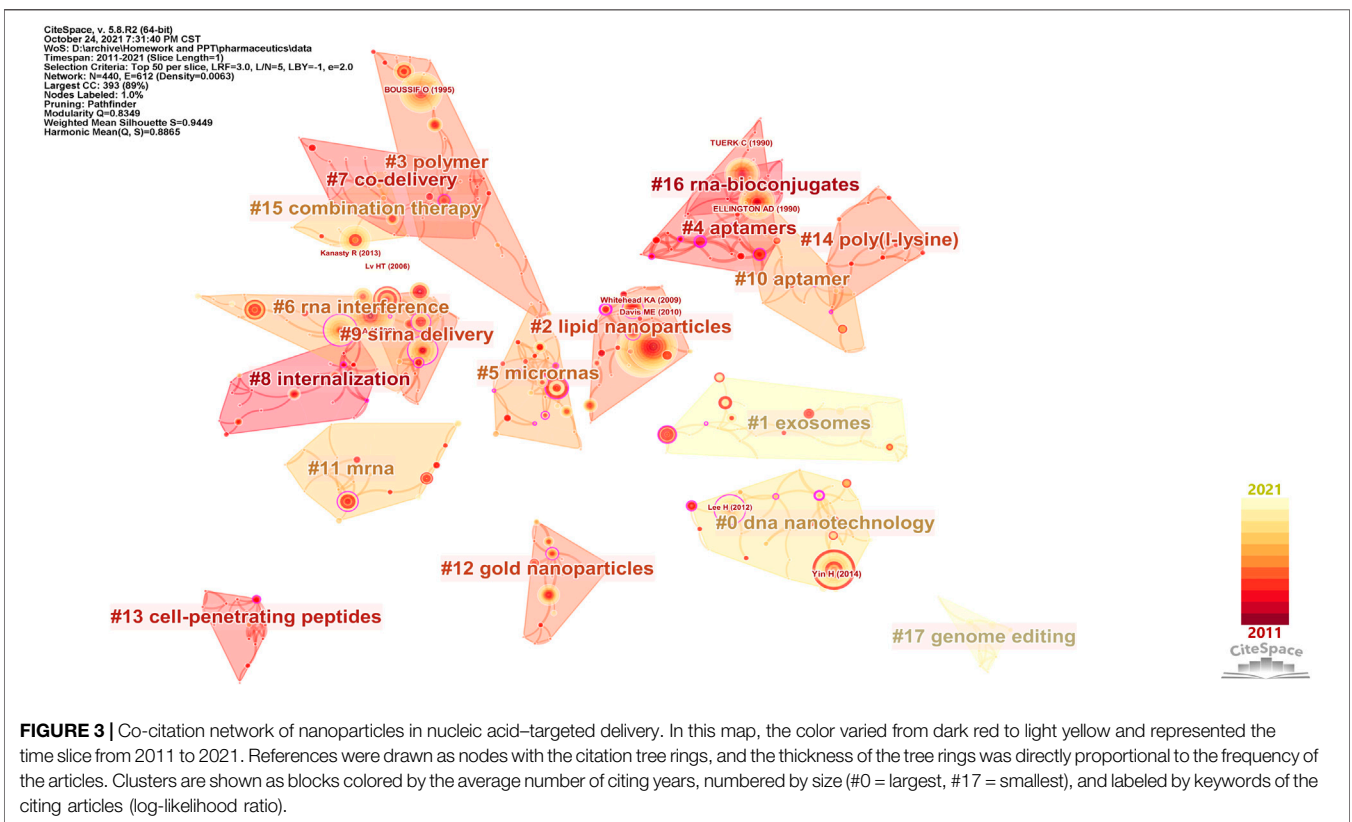 CiteSpace, v. 5.8.R2 (64-bit)
October 24, 2021 7:31:40 PM CST
WoS: D:\archive\Homework and PPT\pharmaceutics\data
Timespan: 2011-2021 (Slice Length=1)
Selection Criteria: Top 50 per slice, LRF=3.0, L/N=5, LBY=-1, e=2.0
Network: N=440, E=612 (Density=0.0063)
Largest CC: 393 (89%)
Nodes Labeled: 1.0%
Pruning: Pathfinder
Modularity Q=0.8349
Weighted Mean Silhouette S=0.9449
Harmonic Mean(Q, S)=0.8865
BOUSSIF O (1995)
TUERK C (1990)
#3 polymer
#7 co-delivery
#16 rna-bioconjugates
#15 combination therapy
ELLINGTON AD (1990)
#4 aptamers
#14 poly(l-lysine)
Kanasty R (2013)
Lv HT (2006)
#10 aptamer
#6 rna interference
Whitehead KA (2009)
Davis ME (2010)
#9 sirna delivery
#2 lipid nanoparticles
#8 internalization
#5 micrornas
#1 exosomes
#11 mrna
Lee H (2012)
#0 dna nanotechnology
#12 gold nanoparticles
Yin H (2014)
#13 cell-penetrating peptides
#17 genome editing
2021
2011
CiteSpace
FIGURE 3 | Co-citation network of nanoparticles in nucleic acid–targeted delivery. In this map, the color varied from dark red to light yellow and represented the
time slice from 2011 to 2021. References were drawn as nodes with the citation tree rings, and the thickness of the tree rings was directly proportional to the frequency of
the articles. Clusters are shown as blocks colored by the average number of citing years, numbered by size (#0 = largest, #17 = smallest), and labeled by keywords of the
citing articles (log-likelihood ratio).